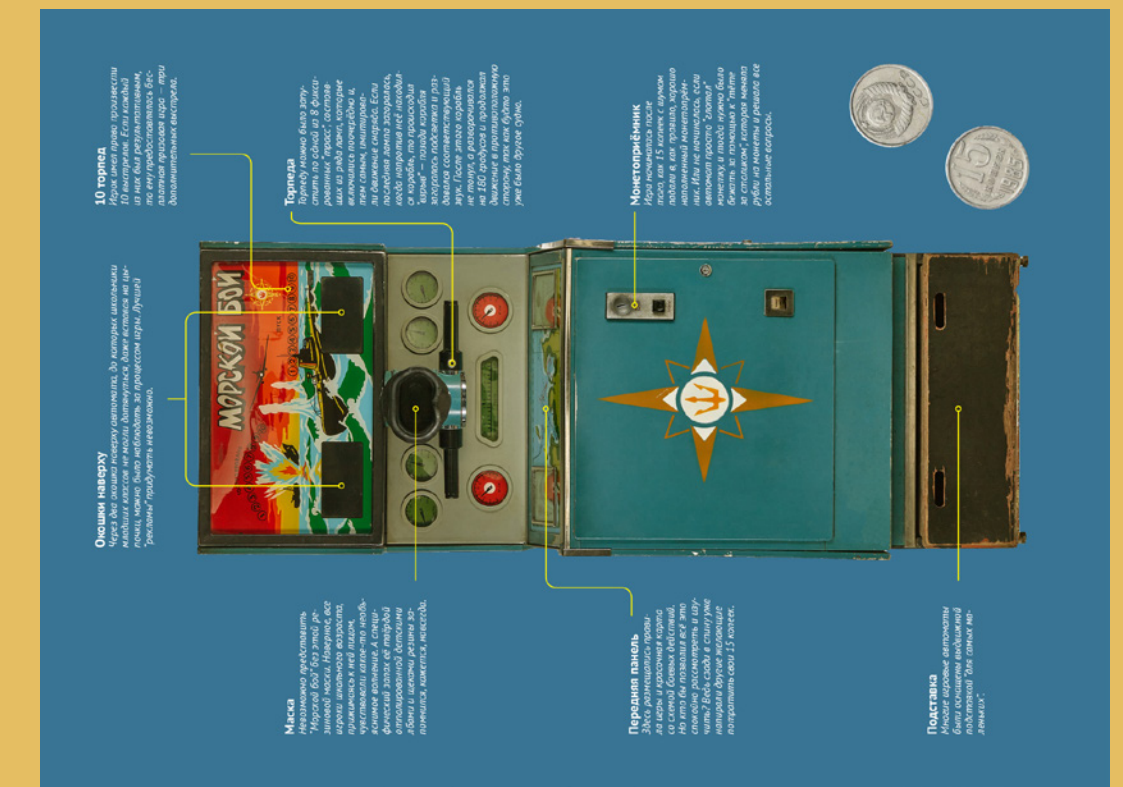 Окошки наверху
Через два окошка наверху автомата, до которых школьники
младших классов не могли дотянуться, даже встав на цы-
почки, можно было наблюдать за процессом игры. Лучшей
"рекламы" придумать невозможно.
10 торпед
Игрок имел право произвести
10 выстрелов. Если каждый
из них был результативным,
то ему предоставлялась бес-
платная призовая игра — три
дополнительных выстрела.
МОРСКОЙ БОЙ
Маска
Невозможно представить
"Морской бой" без этой ре-
зиновой маски. Наверное, все
игроки школьного возраста,
прижимаясь к ней лицом,
чувствовали какое-то необъ-
яснимое волнение. А специ-
фический запах её твёрдой
отполированной детскими
лбами и щеками резины за-
помнился, кажется, навсегда.
Торпеда
Торпеду можно было запу-
стить по одной из 8 фикси-
рованных "трасс", состояв-
ших из ряда ламп, которые
включались поочерёдно и,
тем самым, имитирова-
ли движение снаряда. Если
последняя лампа загоралась,
когда напротив неё находил-
ся корабль, то происходил
"взрыв" — позади корабля
загоралась подсветка и раз-
давался соответствующий
звук. После этого корабль
не тонул, а разворачивался
на 180 градусов и продолжал
движение в противоположную
сторону, так как будто это
уже было другое судно.
Передняя панель
Здесь размещались прави-
ла игры и красочная карта
со схемой боевых действий.
Но кто бы позволил всё это
спокойно рассмотреть и изу-
чить? Ведь сзади в спину уже
напирали другие желающие
потратить свои 15 копеек.
Монетоприёмник
Игра начиналась после
того, как 15 копеек с шумом
падали в, как правило, хорошо
наполненный монетоприём-
ник. Или не начиналась, если
автомат просто "глотал"
монетку, и тогда нужно было
бежать за помощью к "тёте
за столиком", которая меняла
рубли на монеты и решала все
остальные вопросы.
Подставка
Многие игровые автоматы
были оснащены выдвижной
подставкой "для самых ма-
леньких".
15